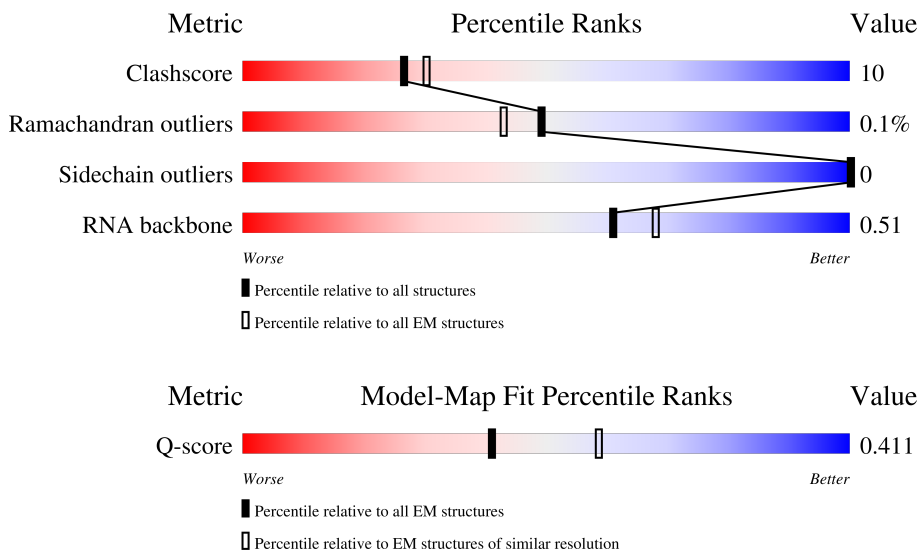 Metric Percentile Ranks Value
Clashscore 10
Ramachandran outliers 0.1%
Sidechain outliers 0
RNA backbone 0.51
Worse Better
Percentile relative to all structures
Percentile relative to all EM structures
Metric Model-Map Fit Percentile Ranks Value
Q-score 0.411
Worse Better
Percentile relative to all EM structures
Percentile relative to EM structures of similar resolution